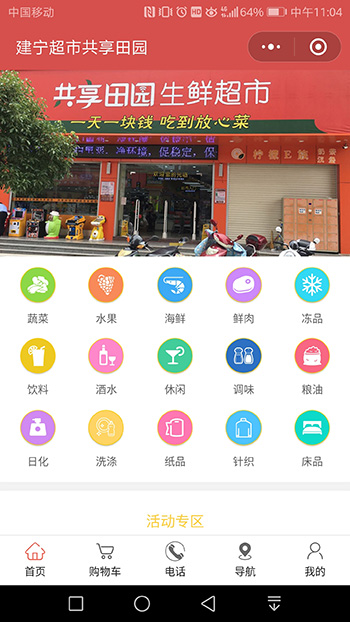 中国移动 64% 中午11:04
建宁超市共享田园
共享田园 生鲜超市
一天一块钱 吃到放心菜
蔬菜 水果 海鲜 鲜肉 冻品
饮料 酒水 休闲 调味 粮油
日化 洗涤 纸品 针织 床品
活动专区
首页 购物车 电话 导航 我的